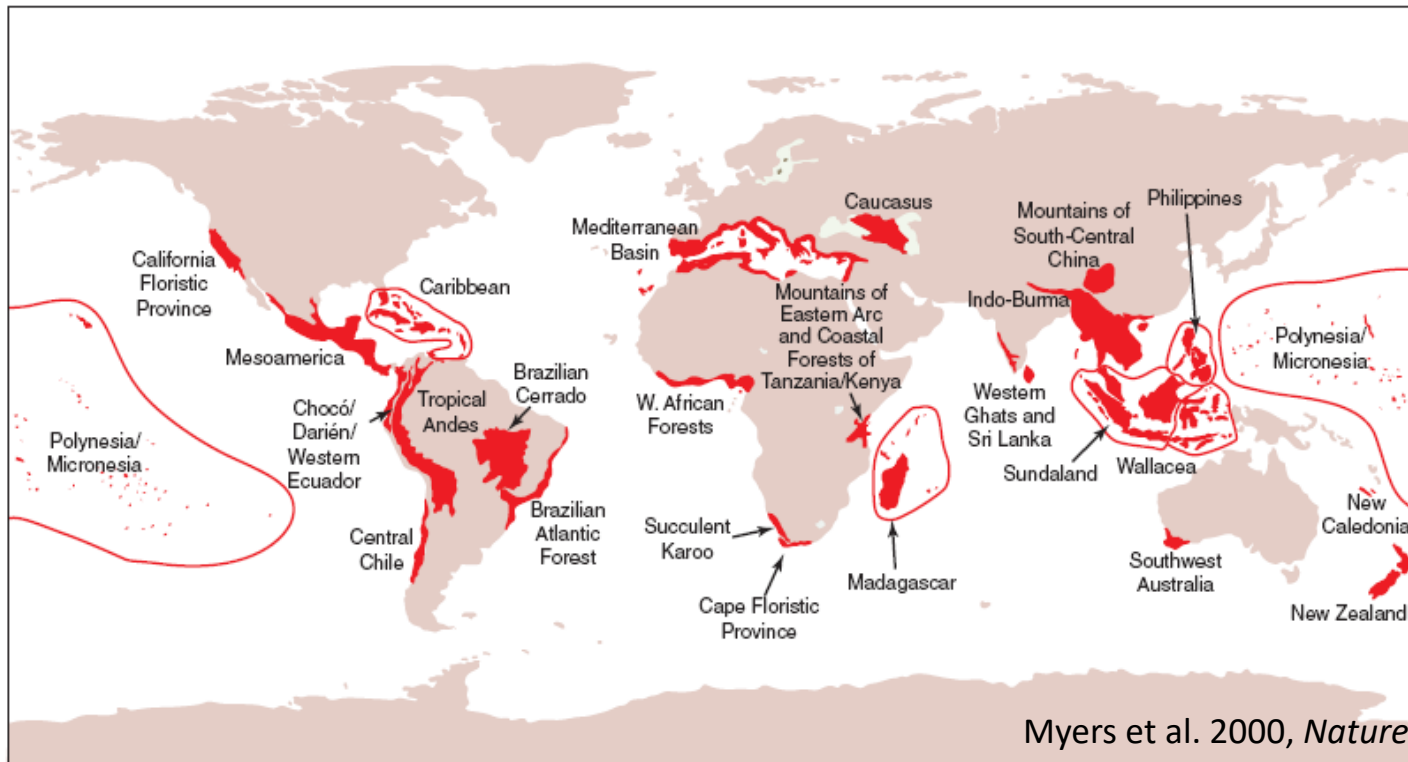 California
Floristic
Province
Caribbean
Mesoamerica
Polynesia/
Micronesia
Chocó/
Darién/
Western
Ecuador
Tropical
Andes
Brazilian
Cerrado
Central
Chile
Brazilian
Atlantic
Forest
Mediterranean
Basin
Caucasus
Mountains of
Eastern Arc
and Coastal
Forests of
Tanzania/Kenya
W. African
Forests
Succulent
Karoo
Cape Floristic
Province
Madagascar
Mountains of
South-Central
China
Philippines
Indo-Burma
Western
Ghats and
Sri Lanka
Sundaland
Wallacea
Polynesia/
Micronesia
New
Caledonia
Southwest
Australia
New Zealand
Myers et al. 2000, Nature